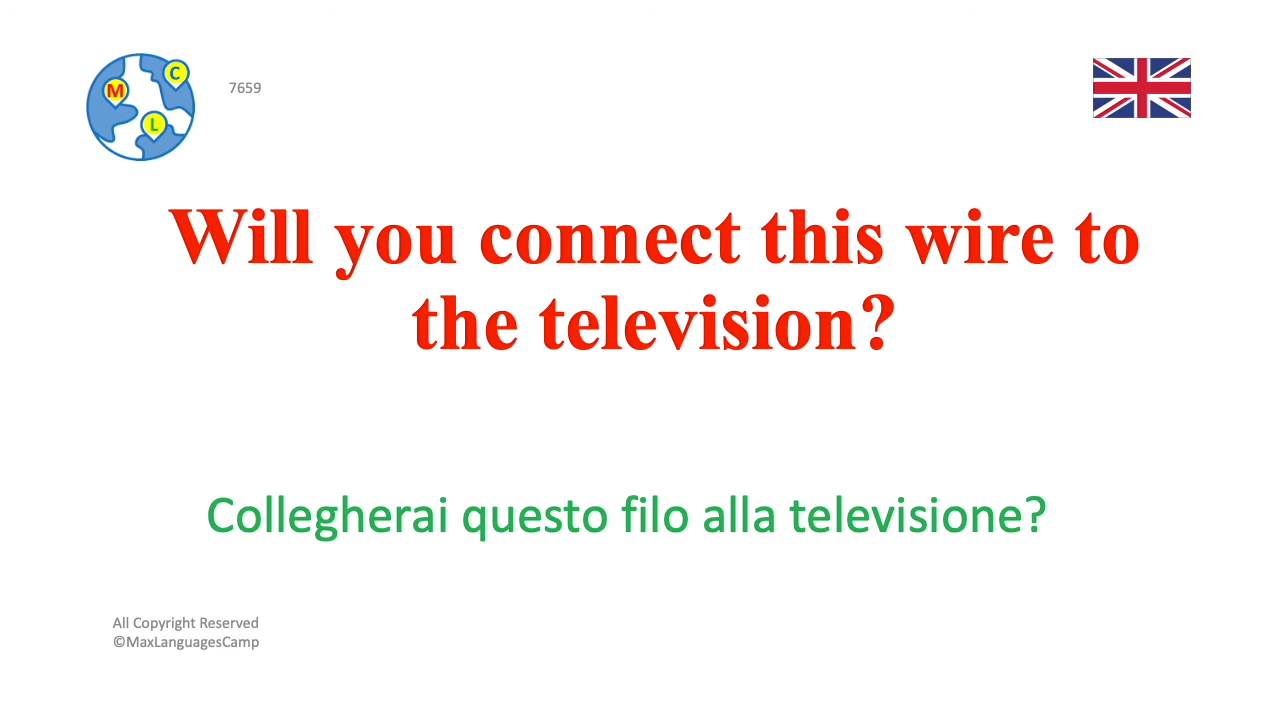 M
C
L
7659
Will you connect this wire to
the television?
Collegherai questo filo alla televisione?
All Copyright Reserved
©MaxLanguagesCamp